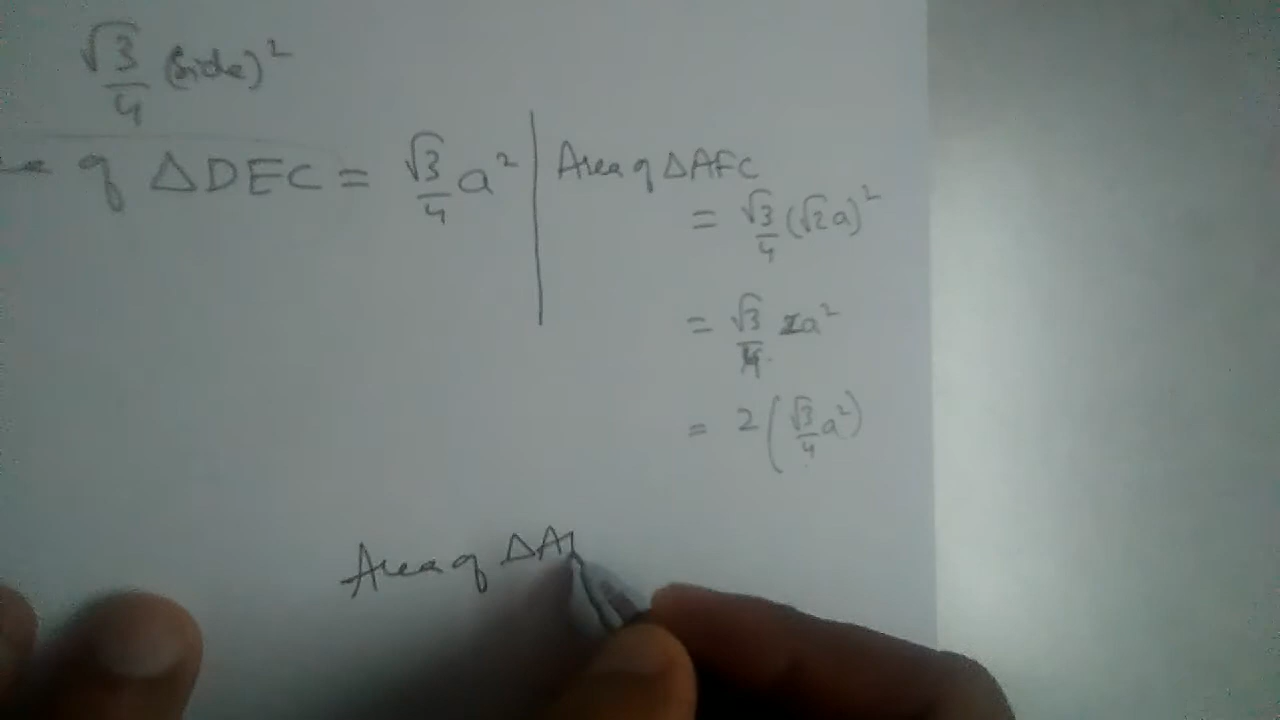 √3/4 (side)²
of ΔDEC = √3/4 a²
Area of ΔAFC
= √3/4 (√2a)²
= √3/4 2a²
= 2(√3/4 a²)
Area of ΔA